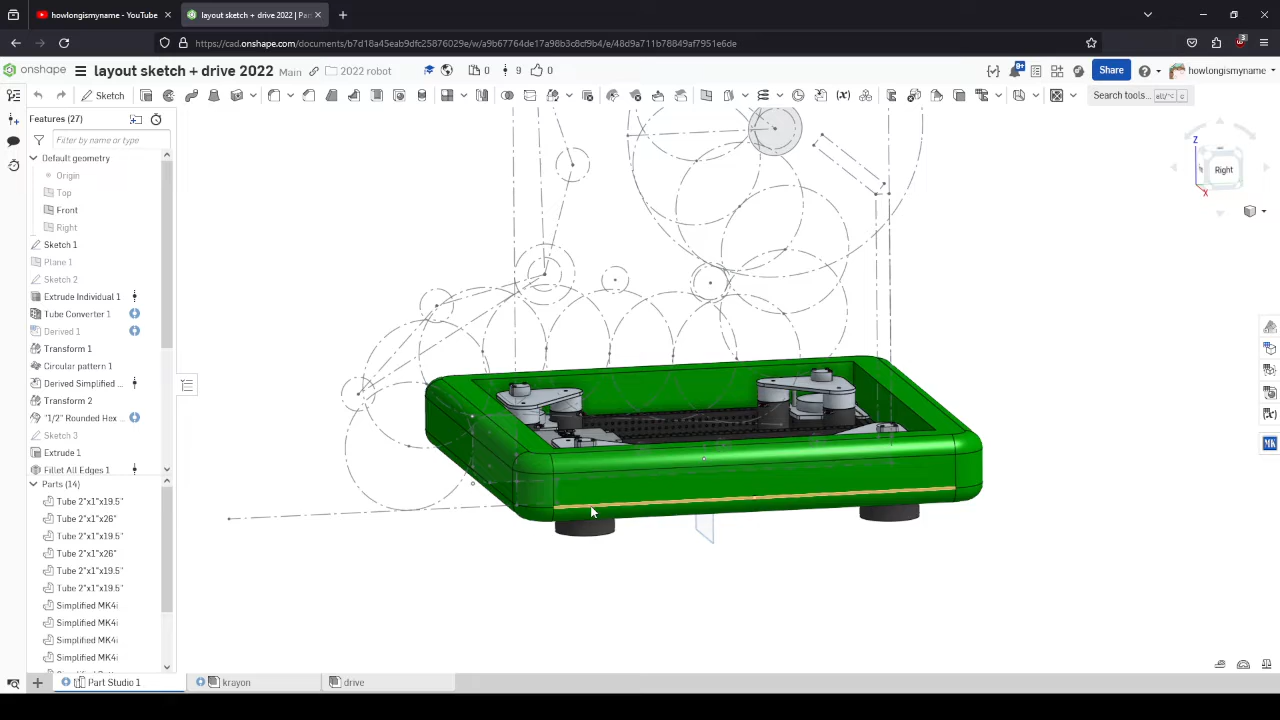 howlongismyname - YouTube
layout sketch + drive 2022 | Par
https://cad.onshape.com/documents/b7d18a45eab9dfc25876029e/w/a9b67764de17a98b3c8cf9b4/e/48d9a711b78849af7951e6de
onshape
layout sketch + drive 2022 Main 2022 robot 0 9 0
9+ Share howlongismyname
Sketch
Search tools... alt/⌥ c
Features (27)
Filter by name or type
Default geometry
Origin
Top
Front
Right
Sketch 1
Plane 1
Sketch 2
Extrude Individual 1
Tube Converter 1
Derived 1
Transform 1
Circular pattern 1
Derived Simplified ...
Transform 2
"1/2" Rounded Hex ...
Sketch 3
Extrude 1
Fillet All Edges 1
Parts (14)
Tube 2"x1"x19.5"
Tube 2"x1"x26"
Tube 2"x1"x19.5"
Tube 2"x1"x26"
Tube 2"x1"x19.5"
Tube 2"x1"x19.5"
Simplified MK4i
Simplified MK4i
Simplified MK4i
Simplified MK4i
Z
Right
X
MK
Part Studio 1
krayon
drive